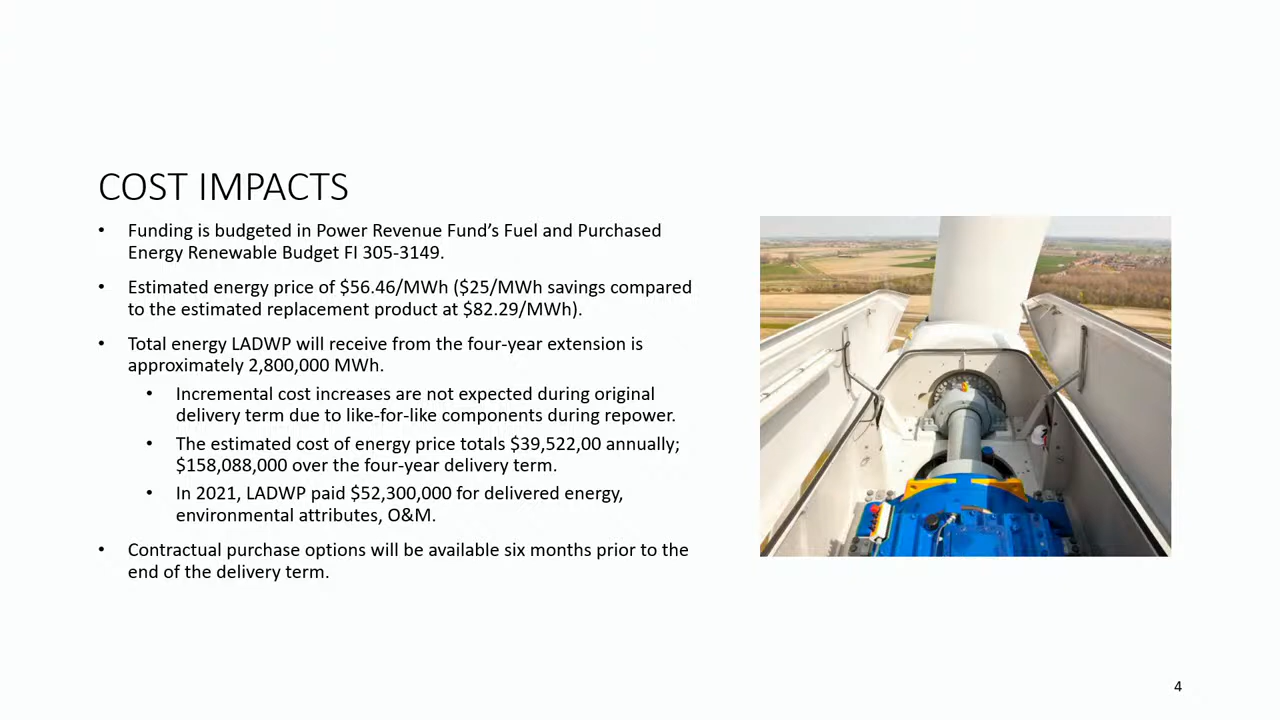 COST IMPACTS
• Funding is budgeted in Power Revenue Fund’s Fuel and Purchased
Energy Renewable Budget FI 305-3149.
• Estimated energy price of $56.46/MWh ($25/MWh savings compared
to the estimated replacement product at $82.29/MWh).
• Total energy LADWP will receive from the four-year extension is
approximately 2,800,000 MWh.
• Incremental cost increases are not expected during original
delivery term due to like-for-like components during repower.
• The estimated cost of energy price totals $39,522,00 annually;
$158,088,000 over the four-year delivery term.
• In 2021, LADWP paid $52,300,000 for delivered energy,
environmental attributes, O&M.
• Contractual purchase options will be available six months prior to the
end of the delivery term.
4